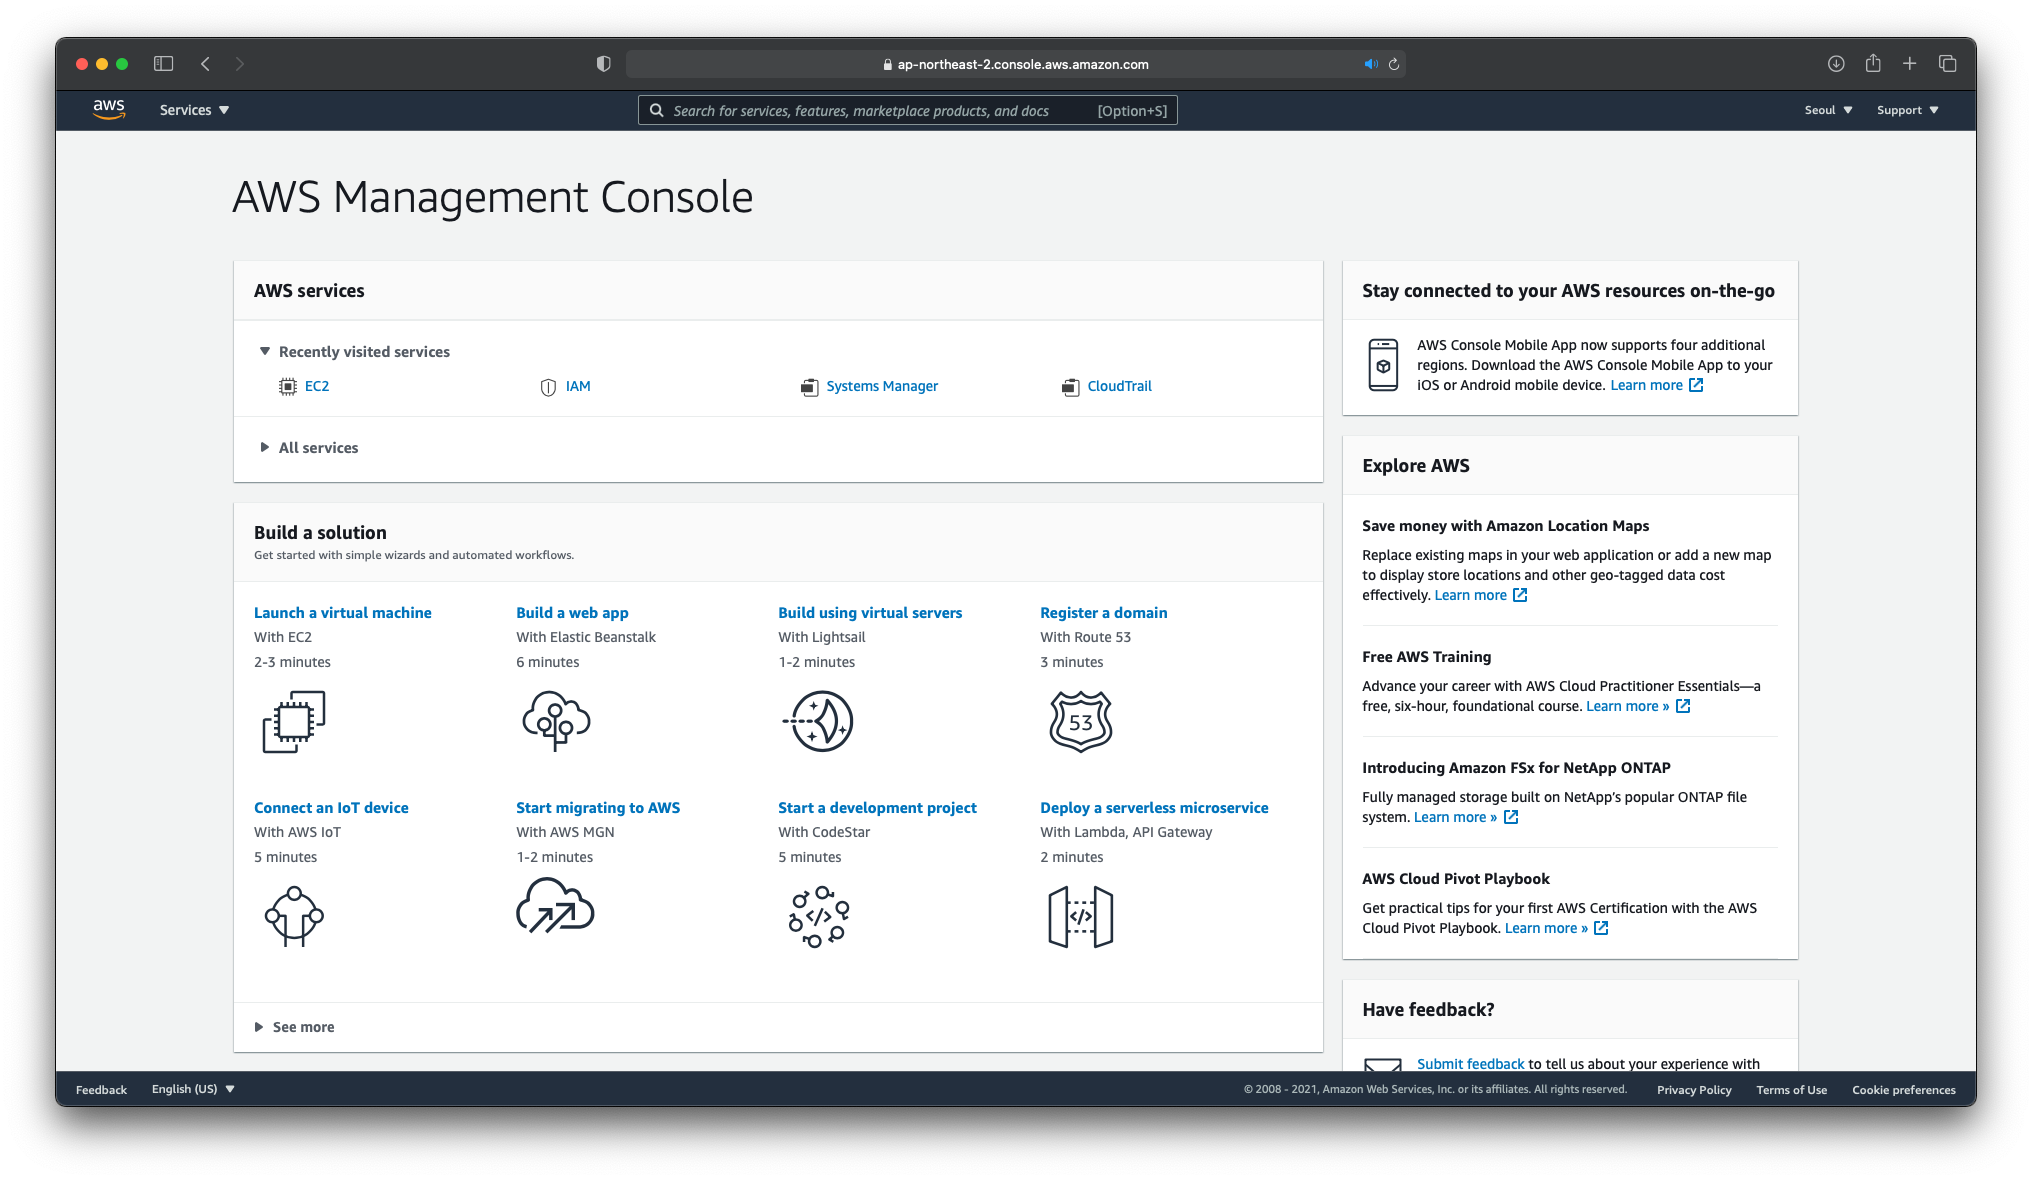 ap-northeast-2.console.aws.amazon.com
aws
Services
Search for services, features, marketplace products, and docs
[Option+S]
Seoul
Support
AWS Management Console
AWS services
Recently visited services
EC2
IAM
Systems Manager
CloudTrail
All services
Build a solution
Get started with simple wizards and automated workflows.
Launch a virtual machine
With EC2
2-3 minutes
Build a web app
With Elastic Beanstalk
6 minutes
Build using virtual servers
With Lightsail
1-2 minutes
Register a domain
With Route 53
3 minutes
53
Connect an IoT device
With AWS IoT
5 minutes
Start migrating to AWS
With AWS MGN
1-2 minutes
Start a development project
With CodeStar
5 minutes
</>
Deploy a serverless microservice
With Lambda, API Gateway
2 minutes
</>
See more
Stay connected to your AWS resources on-the-go
AWS Console Mobile App now supports four additional
regions. Download the AWS Console Mobile App to your
iOS or Android mobile device. Learn more
Explore AWS
Save money with Amazon Location Maps
Replace existing maps in your web application or add a new map
to display store locations and other geo-tagged data cost
effectively. Learn more
Free AWS Training
Advance your career with AWS Cloud Practitioner Essentials—a
free, six-hour, foundational course. Learn more »
Introducing Amazon FSx for NetApp ONTAP
Fully managed storage built on NetApp’s popular ONTAP file
system. Learn more »
AWS Cloud Pivot Playbook
Get practical tips for your first AWS Certification with the AWS
Cloud Pivot Playbook. Learn more »
Have feedback?
Submit feedback to tell us about your experience with
Feedback
English (US)
© 2008 - 2021, Amazon Web Services, Inc. or its affiliates. All rights reserved.
Privacy Policy
Terms of Use
Cookie preferences